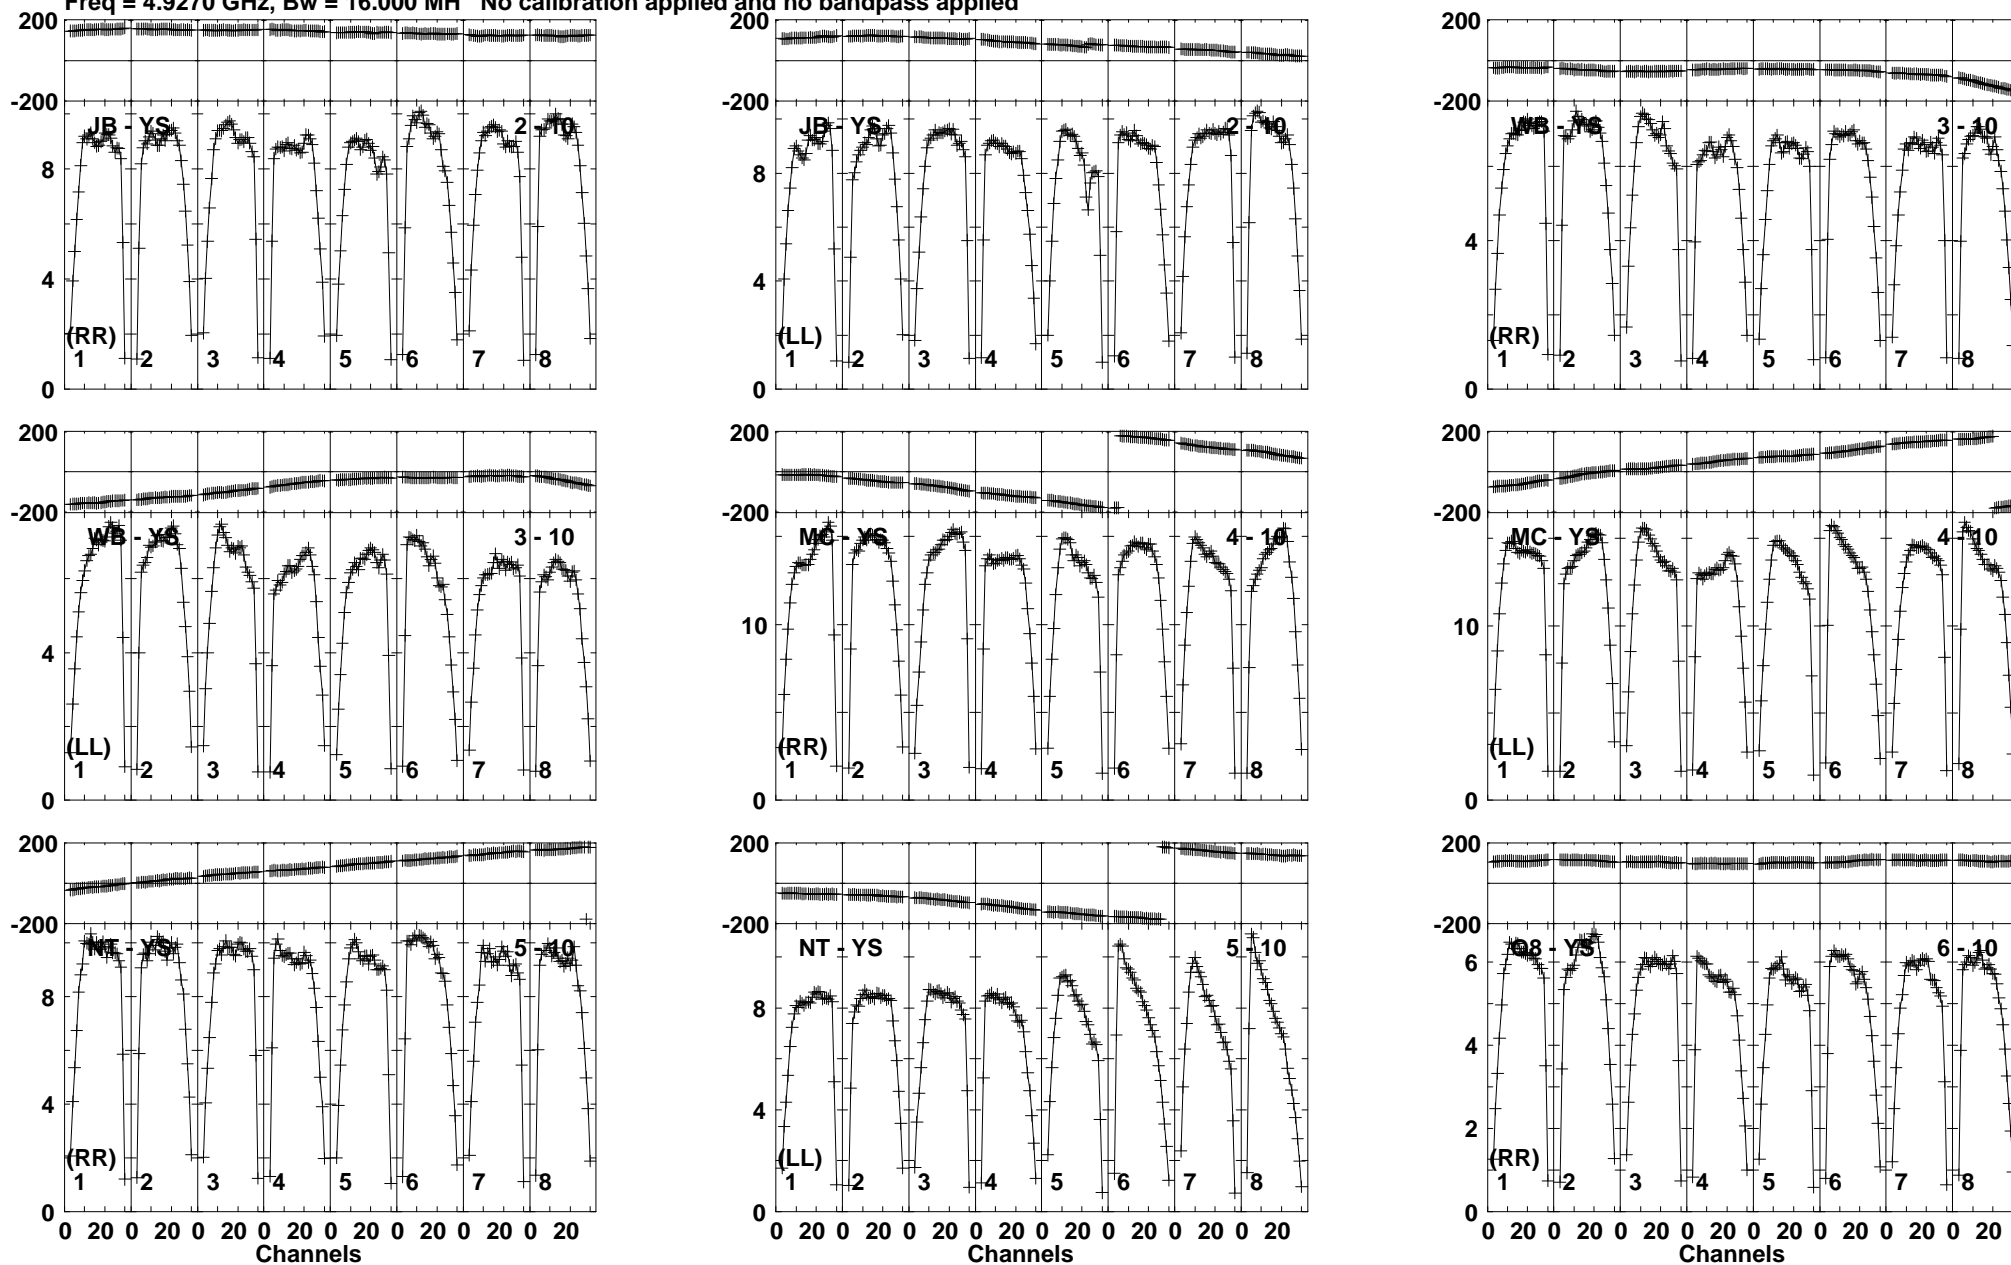 Freq = 4.9270 GHz, Bw = 16.000 MH No calibration applied and no bandpass applied
200 200 200
-200 -200 -200
JB - YS 2 - 10 JB - YS 2 - 10 WB - YS 3 - 10
8 8
4 4 4
(RR) (LL) (RR)
1 2 3 4 5 6 7 8 1 2 3 4 5 6 7 8 1 2 3 4 5 6 7 8
0 0 0
200 200 200
-200 -200 -200
WB - YS 3 - 10 MC - YS 4 - 10 MC - YS 4 - 10
4 10 10
(LL) (RR) (LL)
1 2 3 4 5 6 7 8 1 2 3 4 5 6 7 8 1 2 3 4 5 6 7 8
0 0 0
200 200 200
-200 -200 -200
NT - YS 5 - 10 NT - YS 5 - 10 O8 - YS 6 - 10
6
8 8
4 4 4
2
(RR) (LL) (RR)
1 2 3 4 5 6 7 8 1 2 3 4 5 6 7 8 1 2 3 4 5 6 7 8
0 0 0
0 20 0 20 0 20 0 20 0 20 0 20 0 20 0 20 0 20 0 20 0 20 0 20 0 20 0 20 0 20 0 20 0 20 0 20 0 20 0 20 0 20 0 20 0 20 0 20
Channels Channels